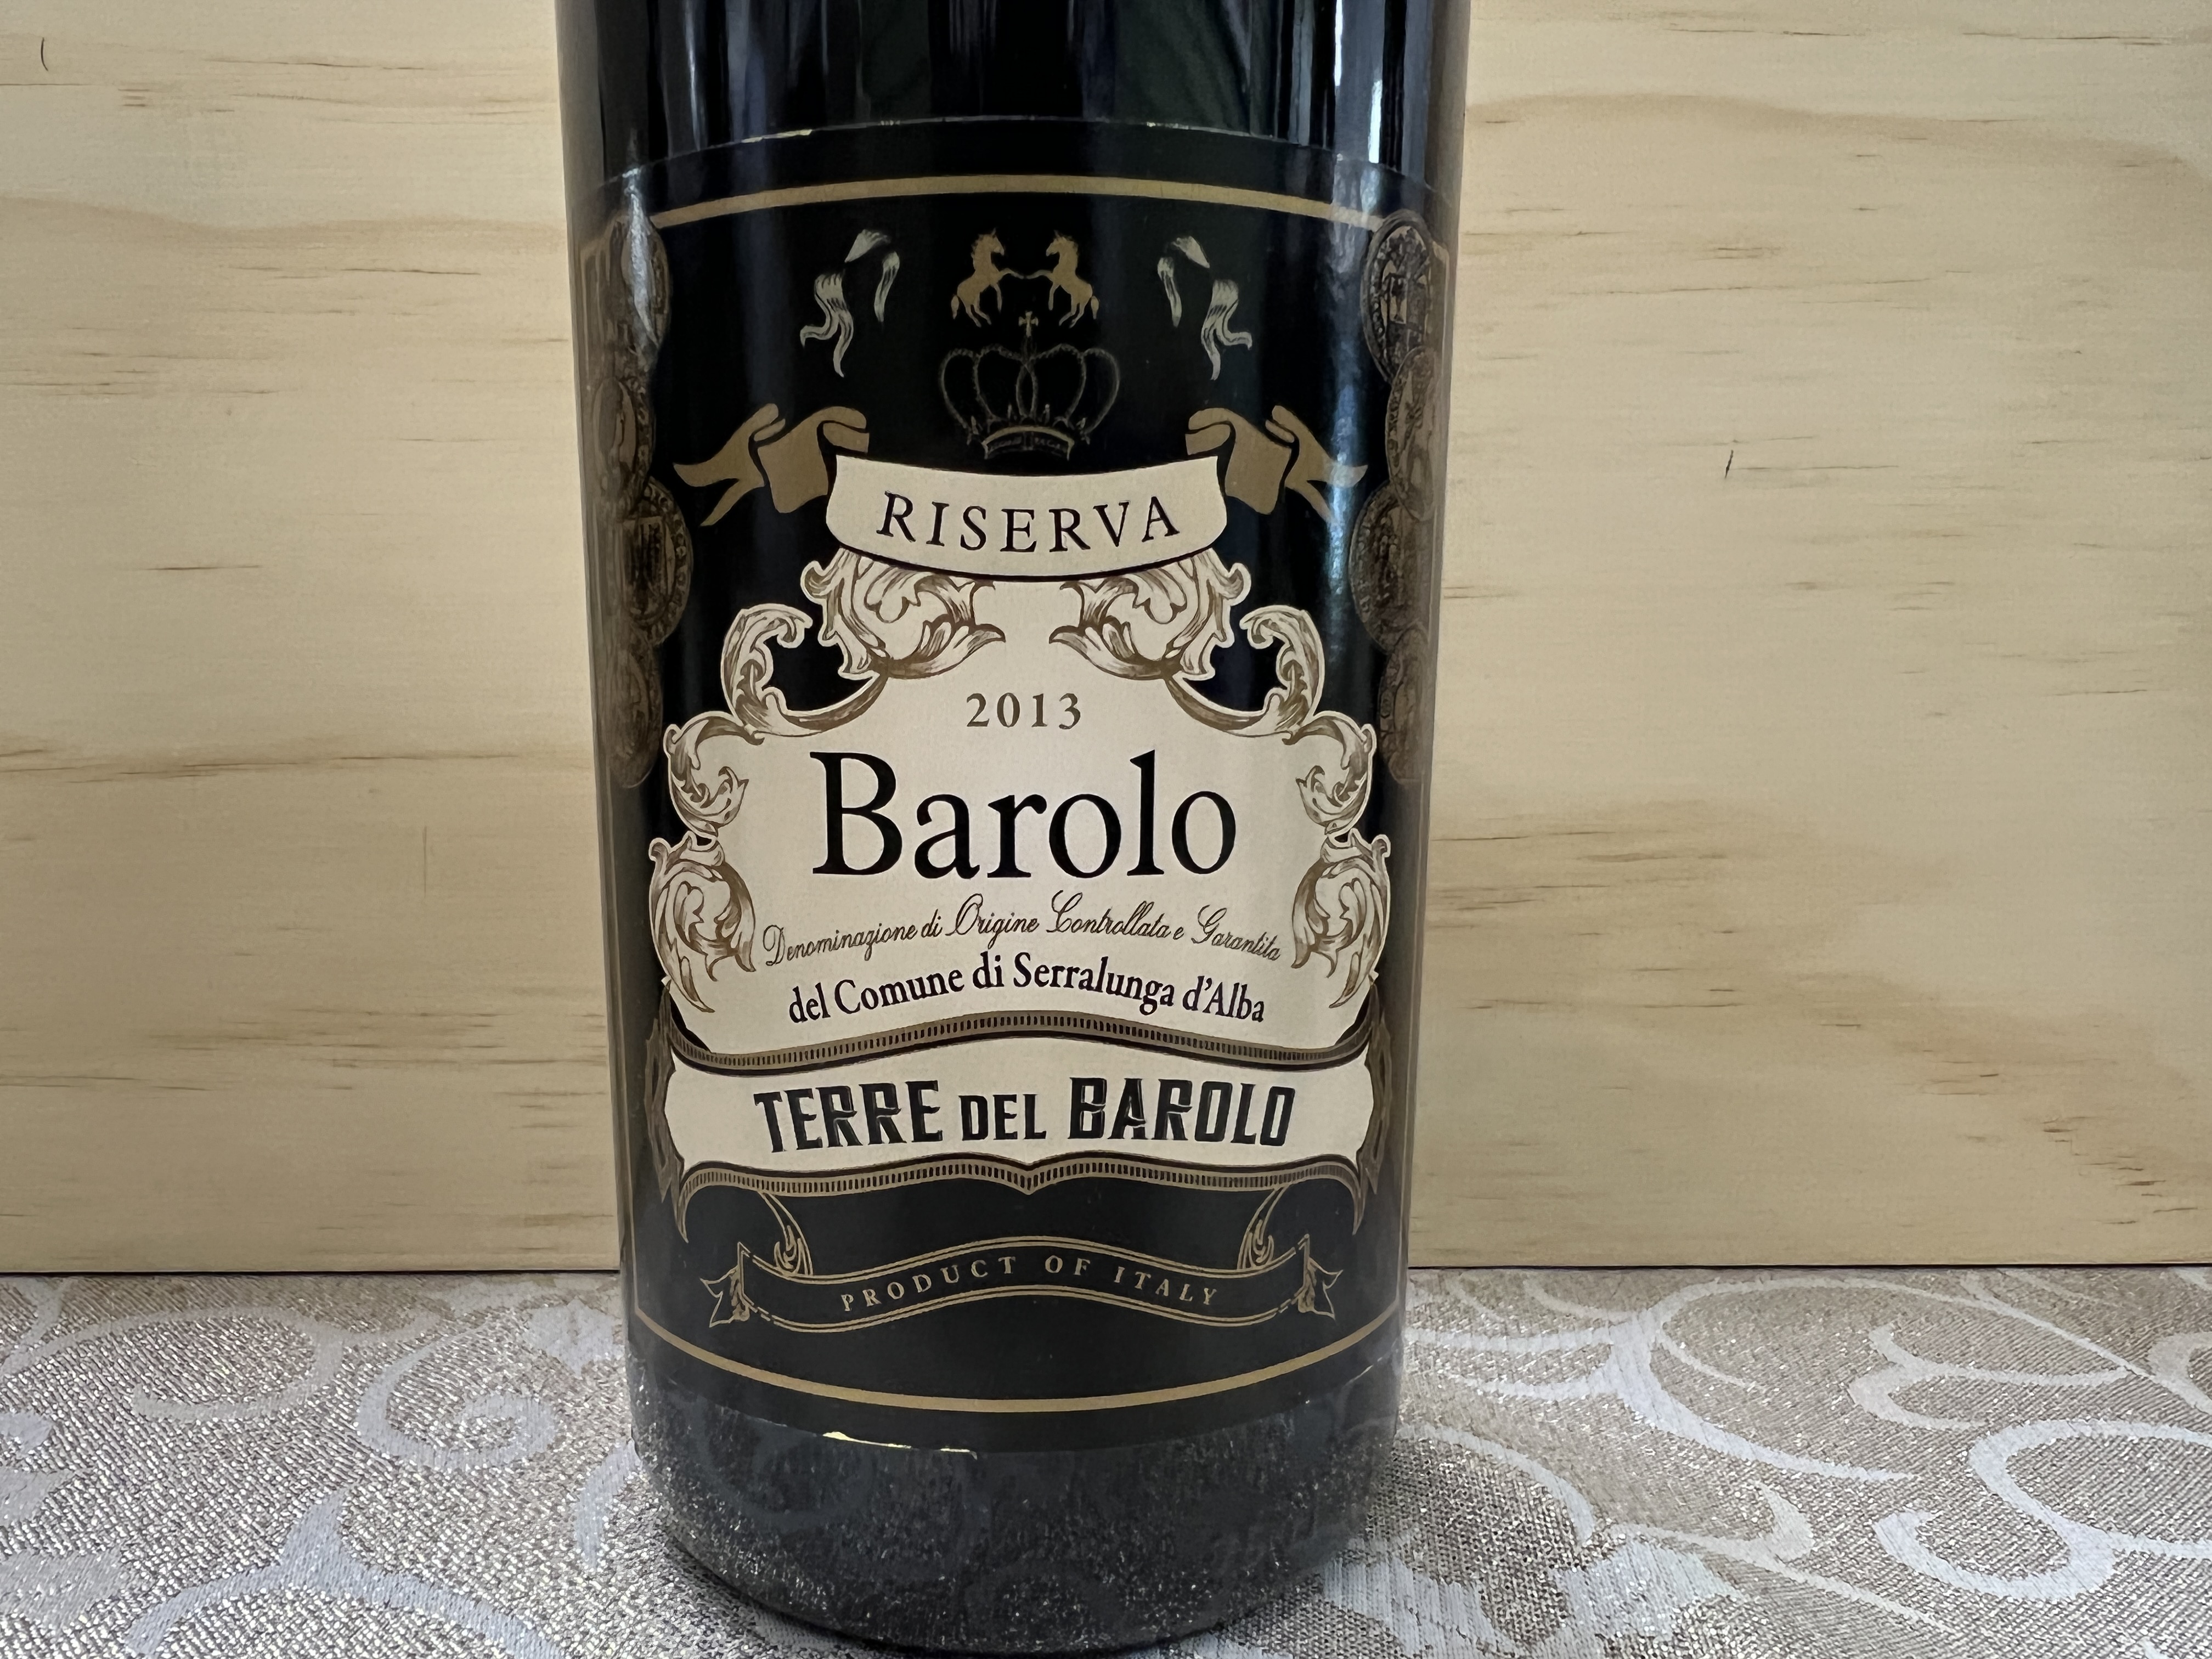 RISERVA
2013
Barolo
Denominazione di Origine Controllata e Garantita
del Comune di Serralunga d'Alba
TERRE DEL BAROLO
PRODUCT OF ITALY